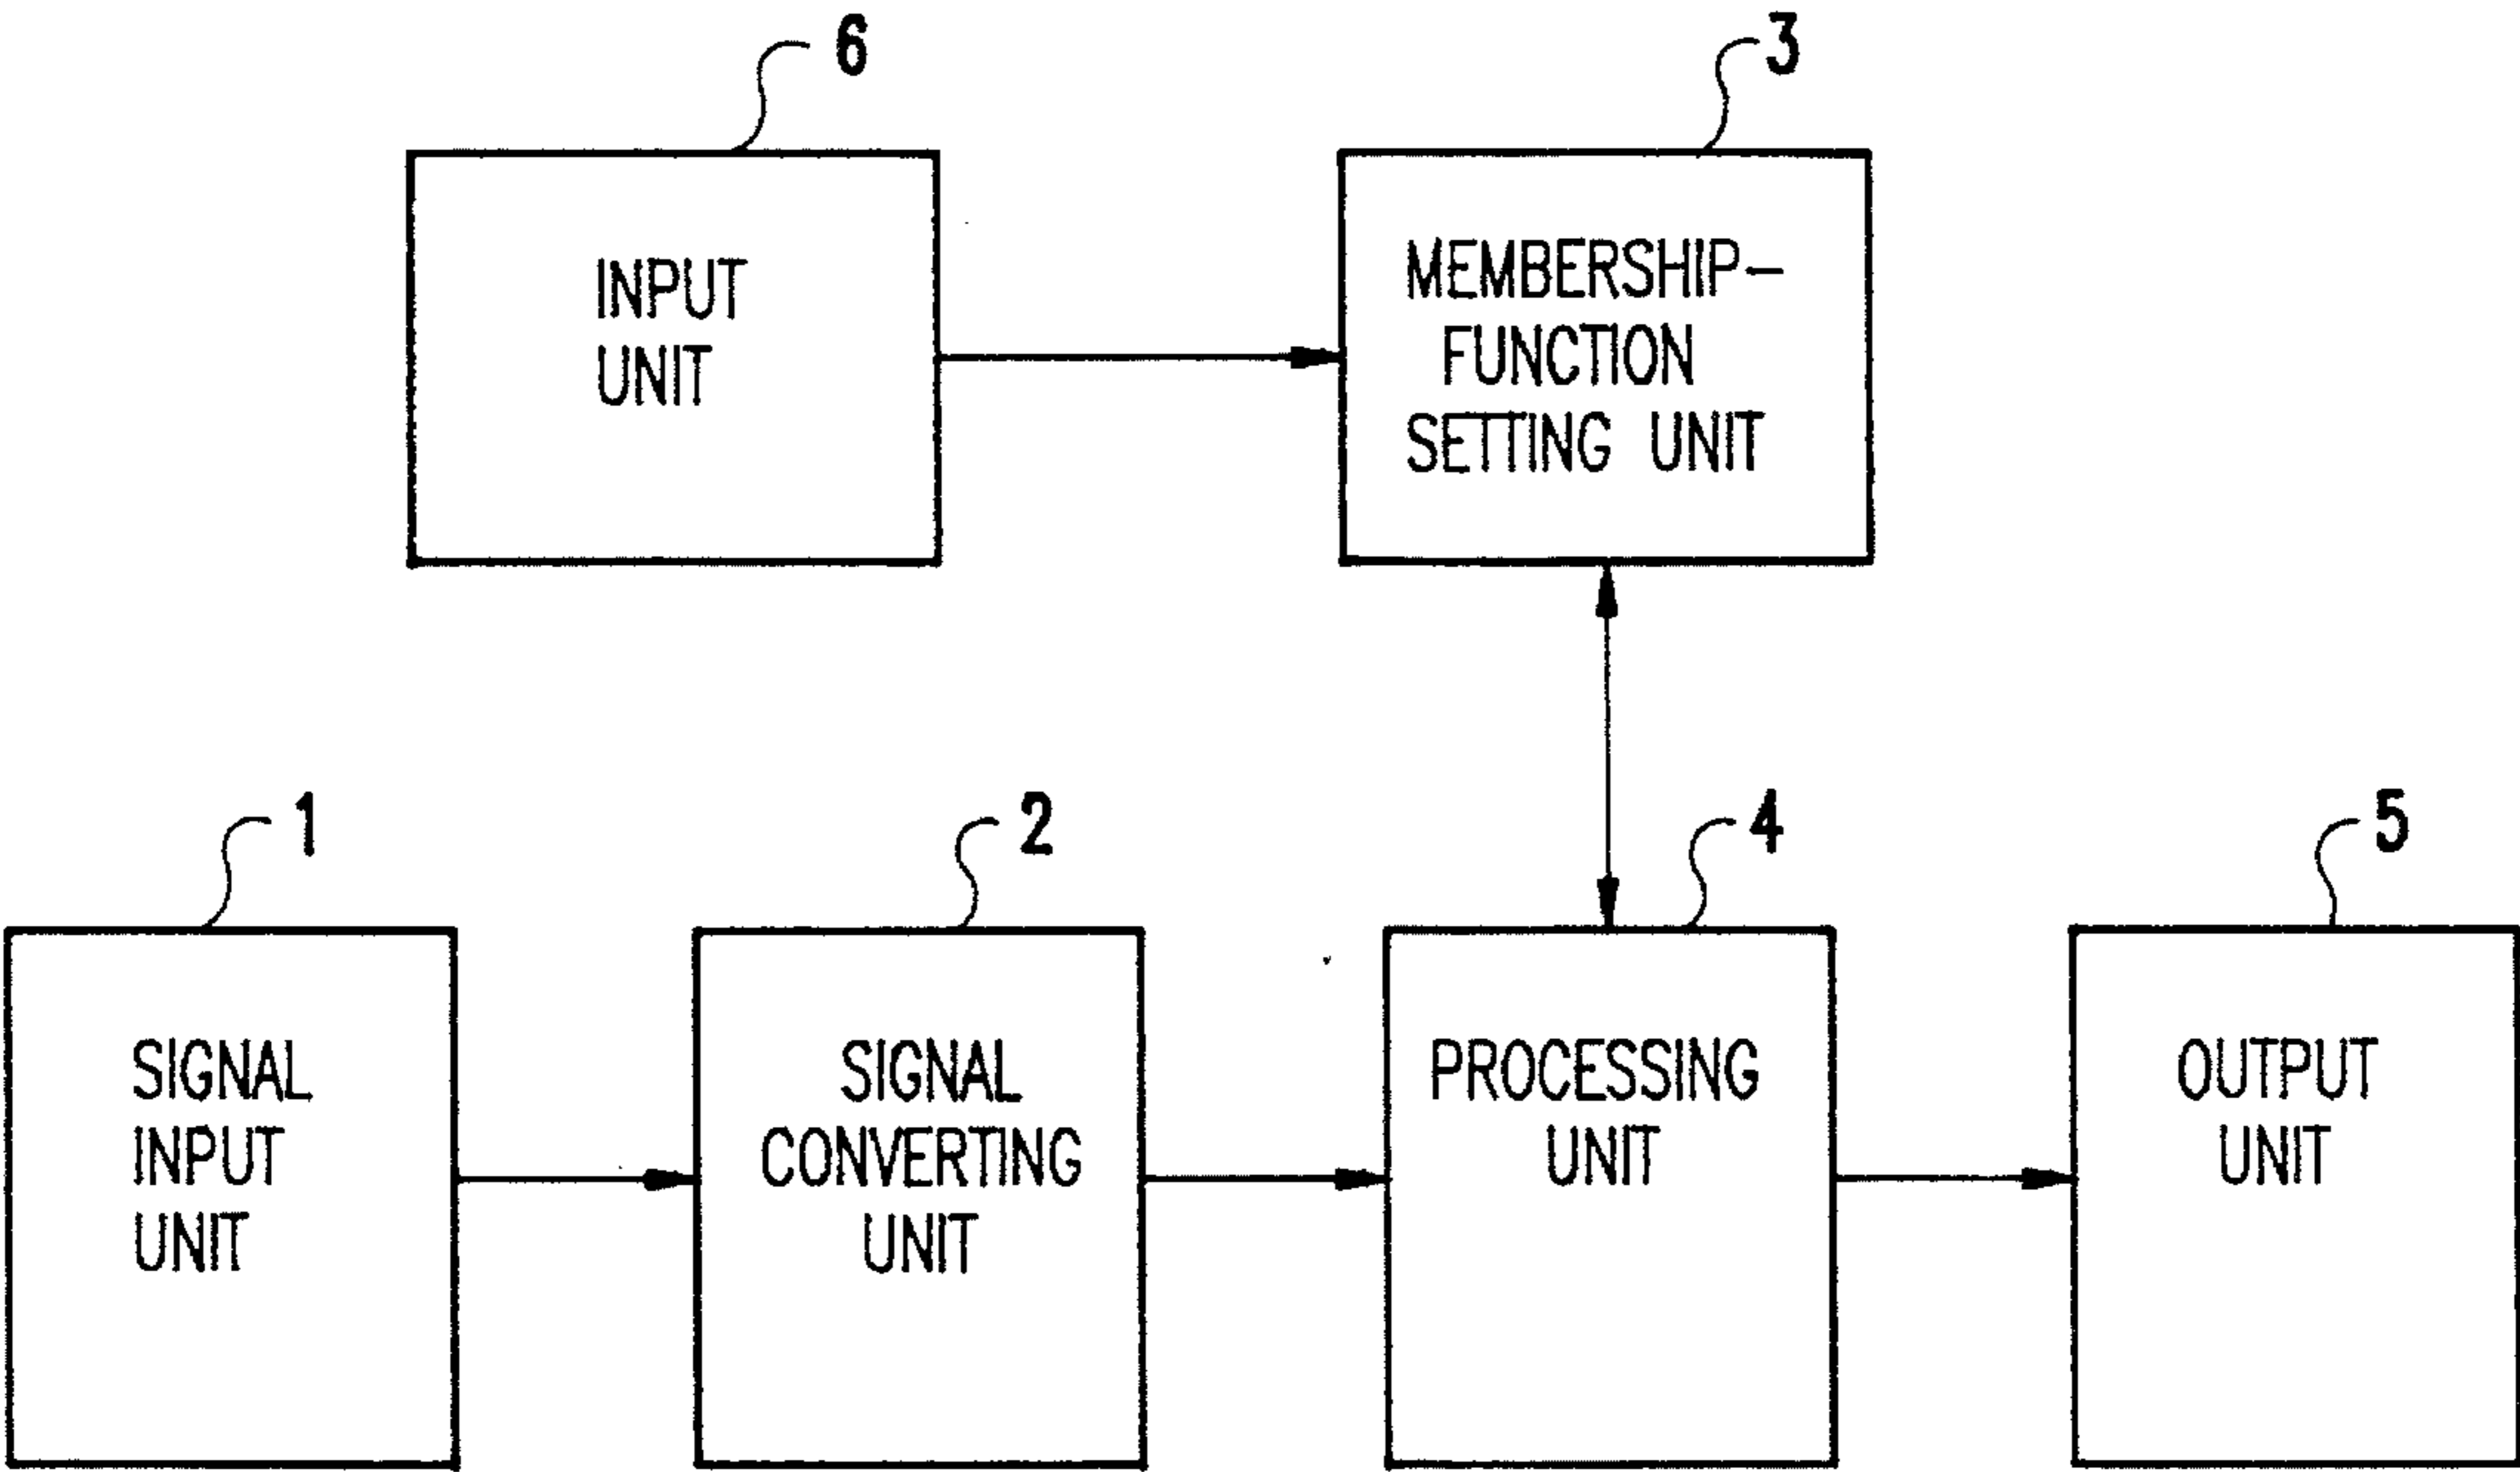 6
3
INPUT
UNIT
MEMBERSHIP-
FUNCTION
SETTING UNIT
1
2
4
5
SIGNAL
INPUT
UNIT
SIGNAL
CONVERTING
UNIT
PROCESSING
UNIT
OUTPUT
UNIT